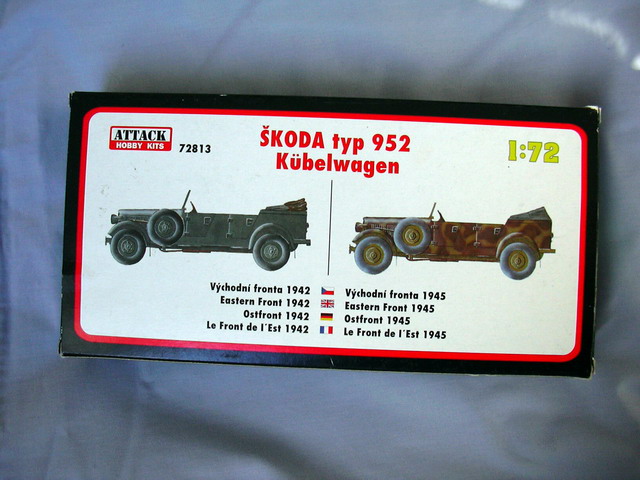 ATTACK
HOBBY KITS
72813
ŠKODA typ 952
Kübelwagen
1:72
Východní fronta 1942
Eastern Front 1942
Ostfront 1942
Le Front de l'Est 1942
Východní fronta 1945
Eastern Front 1945
Ostfront 1945
Le Front de l'Est 1945